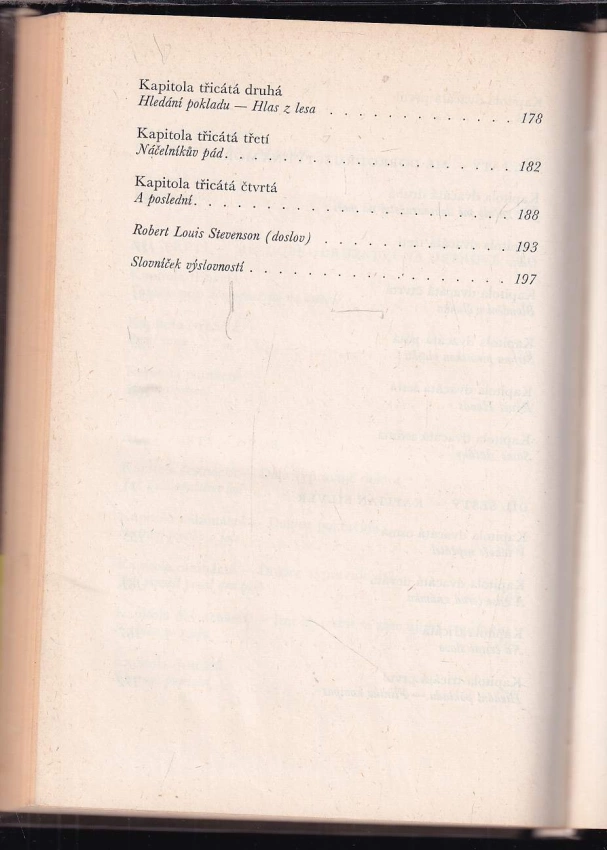 Kapitola třicátá druhá
Hledání pokladu — Hlas z lesa . . . . . . . . . . . . . 178
Kapitola třicátá třetí
Náčelníkův pád. . . . . . . . . . . . . . . . . . . . 182
Kapitola třicátá čtvrtá
A poslední. . . . . . . . . . . . . . . . . . . . . . 188
Robert Louis Stevenson (doslov) . . . . . . . . . . . . . 193
Slovníček výslovností . . . . . . . . . . . . . . . . . . 197